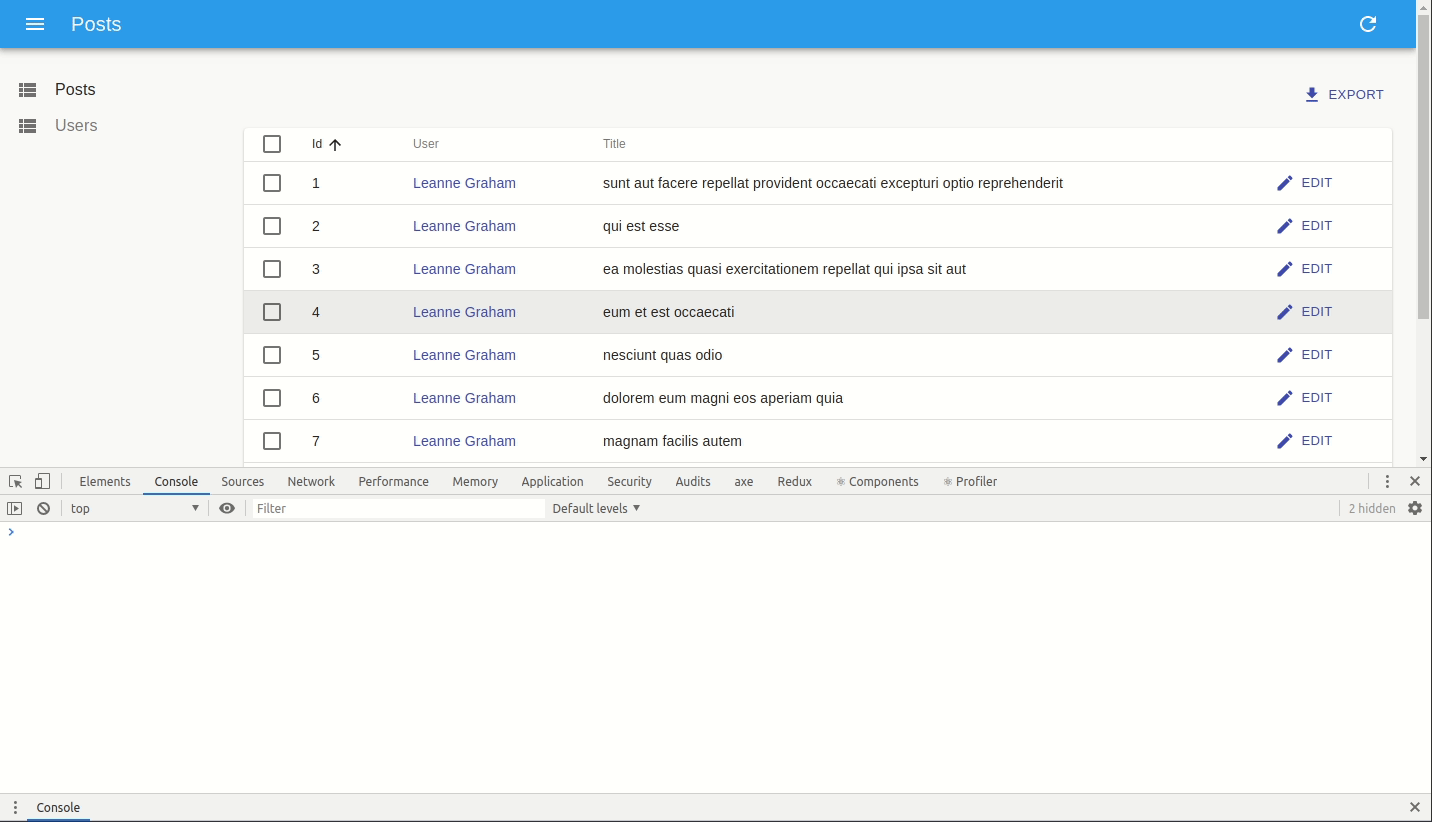 Posts
Posts
Users
EXPORT
Id User Title
1 Leanne Graham sunt aut facere repellat provident occaecati excepturi optio reprehenderit EDIT
2 Leanne Graham qui est esse EDIT
3 Leanne Graham ea molestias quasi exercitationem repellat qui ipsa sit aut EDIT
4 Leanne Graham eum et est occaecati EDIT
5 Leanne Graham nesciunt quas odio EDIT
6 Leanne Graham dolorem eum magni eos aperiam quia EDIT
7 Leanne Graham magnam facilis autem EDIT
Elements Console Sources Network Performance Memory Application Security Audits axe Redux Components Profiler
top Filter Default levels 2 hidden
Console